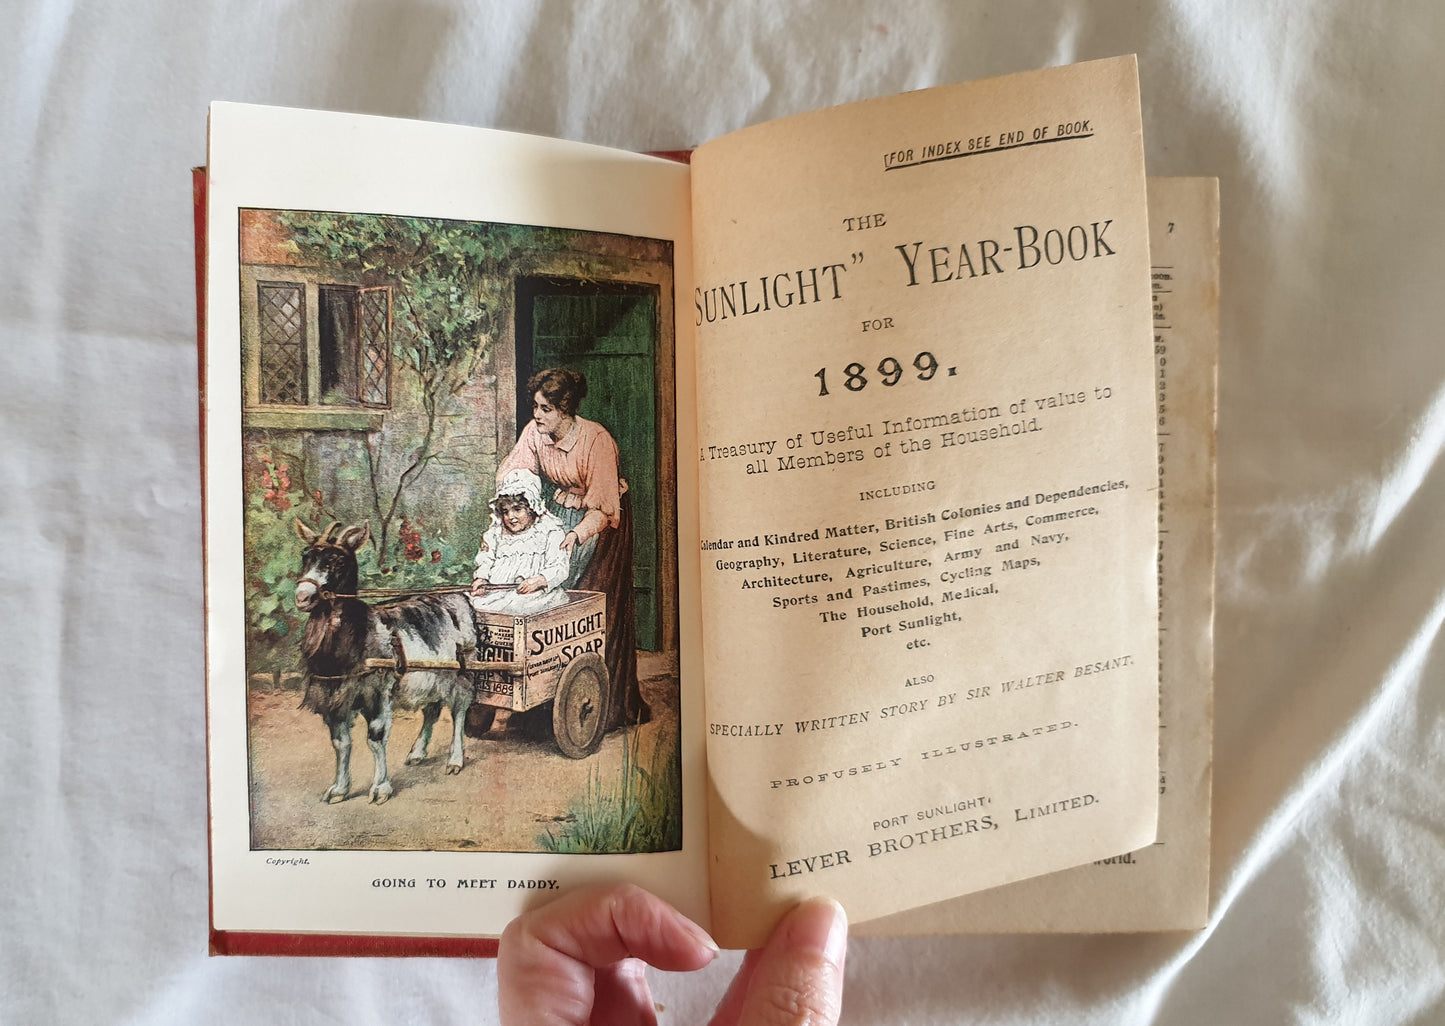 Copyright.
GOING TO MEET DADDY.
35
SUNLIGHT
SOAP
[FOR INDEX SEE END OF BOOK.
THE
SUNLIGHT” YEAR-BOOK
FOR
1899.
A Treasury of Useful Information of value to
all Members of the Household.
INCLUDING
Calendar and Kindred Matter, British Colonies and Dependencies,
Geography, Literature, Science, Fine Arts, Commerce,
Architecture, Agriculture, Army and Navy,
Sports and Pastimes, Cycling Maps,
The Household, Medical,
Port Sunlight,
etc.
ALSO
SPECIALLY WRITTEN STORY BY SIR WALTER BESANT.
PROFUSELY ILLUSTRATED.
PORT SUNLIGHT:
LEVER BROTHERS, LIMITED.
7
world.